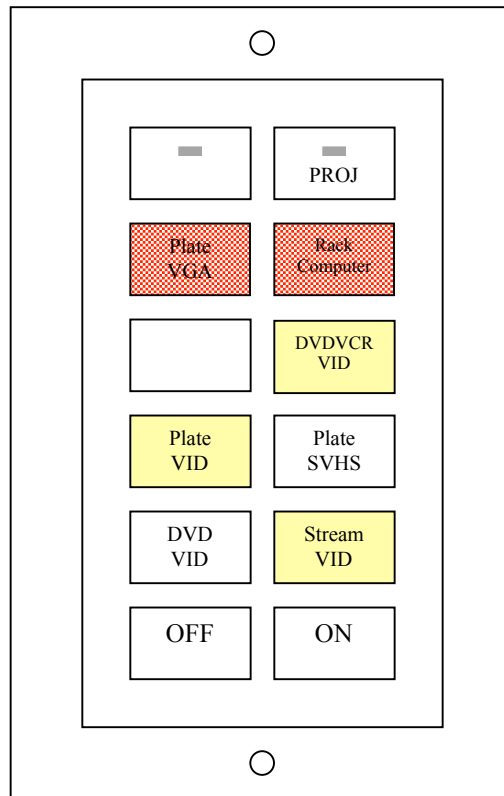 PROJ
Plate
VGA
Rack
Computer
DVDVCR
VID
Plate
VID
Plate
SVHS
DVD
VID
Stream
VID
OFF
ON